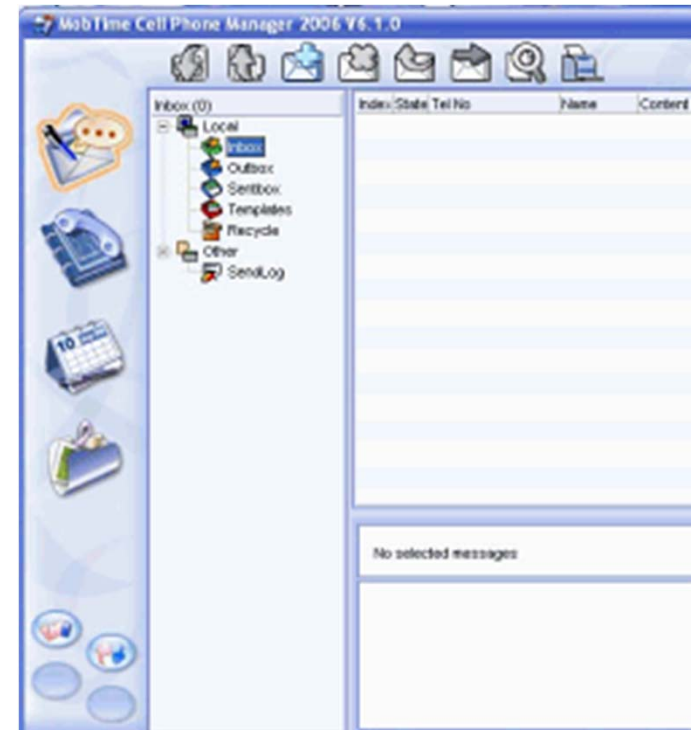 MobTime Cell Phone Manager 2006 V6.1.0
Inbox (0)
Index State Tel No Name Content
Local
Inbox
Outbox
Sentbox
Templates
Recycle
Other
SendLog
10
No selected messages